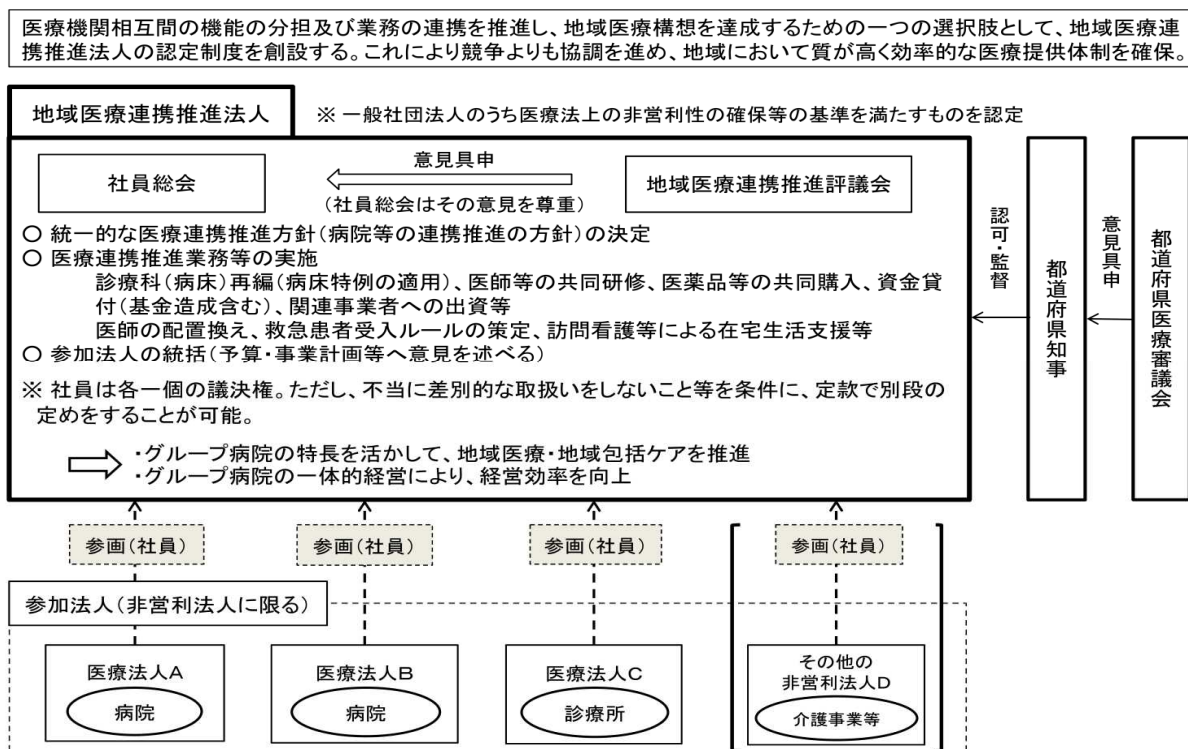 医療機関相互間の機能の分担及び業務の連携を推進し、地域医療構想を達成するための一つの選択肢として、地域医療連
携推進法人の認定制度を創設する。これにより競争よりも協調を進め、地域において質が高く効率的な医療提供体制を確保。
地域医療連携推進法人
※ 一般社団法人のうち医療法上の非営利性の確保等の基準を満たすものを認定
社員総会
意見具申
(社員総会はその意見を尊重)
地域医療連携推進評議会
○ 統一的な医療連携推進方針(病院等の連携推進の方針)の決定
○ 医療連携推進業務等の実施
診療科(病床)再編(病床特例の適用)、医師等の共同研修、医薬品等の共同購入、資金貸
付(基金造成含む)、関連事業者への出資等
医師の配置換え、救急患者受入ルールの策定、訪問看護等による在宅生活支援等
○ 参加法人の統括(予算・事業計画等へ意見を述べる)
※ 社員は各一個の議決権。ただし、不当に差別的な取扱いをしないこと等を条件に、定款で別段の
定めをすることが可能。
・グループ病院の特長を活かして、地域医療・地域包括ケアを推進
・グループ病院の一体的経営により、経営効率を向上
認可・監督
都道府県知事
意見具申
都道府県医療審議会
参画(社員)
参画(社員)
参画(社員)
参画(社員)
参加法人(非営利法人に限る)
医療法人A
病院
医療法人B
病院
医療法人C
診療所
その他の
非営利法人D
介護事業等